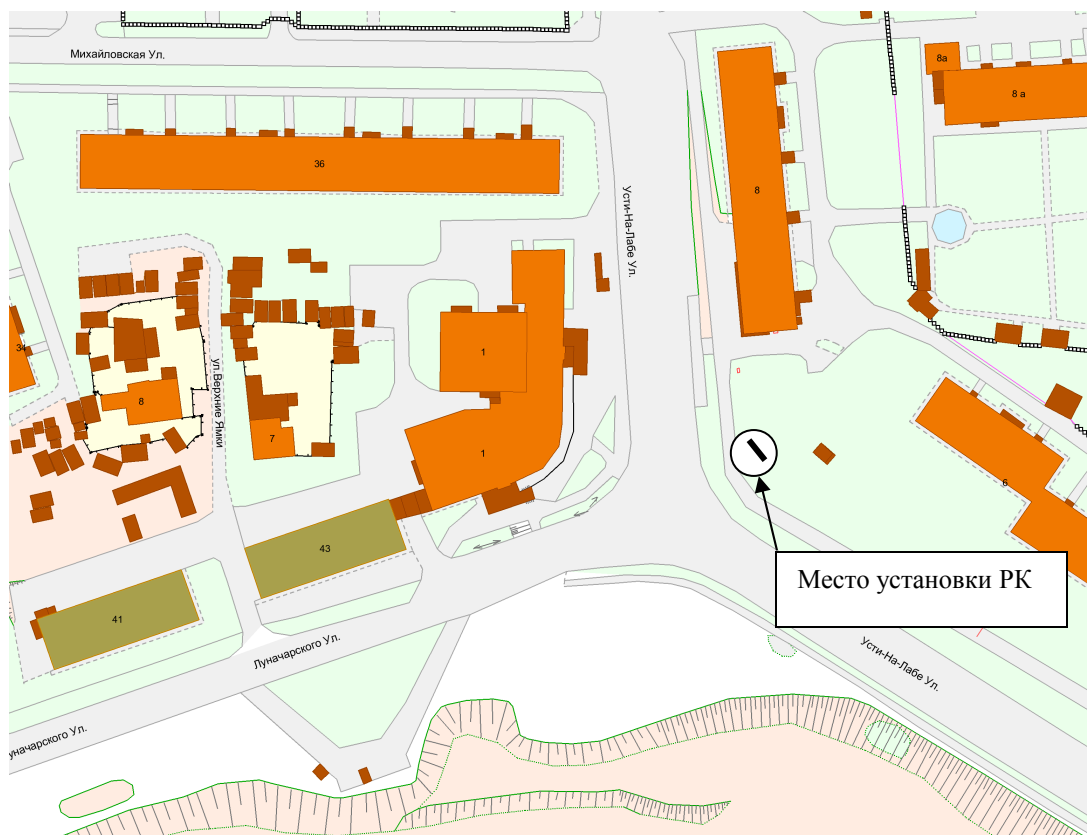 Михайловская Ул.
8а
8 а
36
8
Усти-На-Лабе Ул.
34
1
ул.Верхние Ямки
8
7
1
6
43
Место установки РК
41
Луначарского Ул.
Усти-На-Лабе Ул.
уначарского Ул.